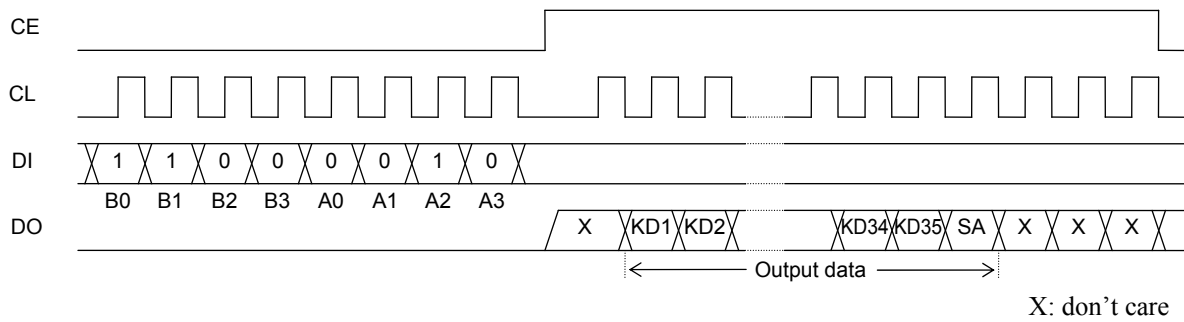 CE
CL
DI 1 1 0 0 0 0 1 0
B0 B1 B2 B3 A0 A1 A2 A3
DO X KD1 KD2 KD34 KD35 SA X X X
Output data
X: don't care